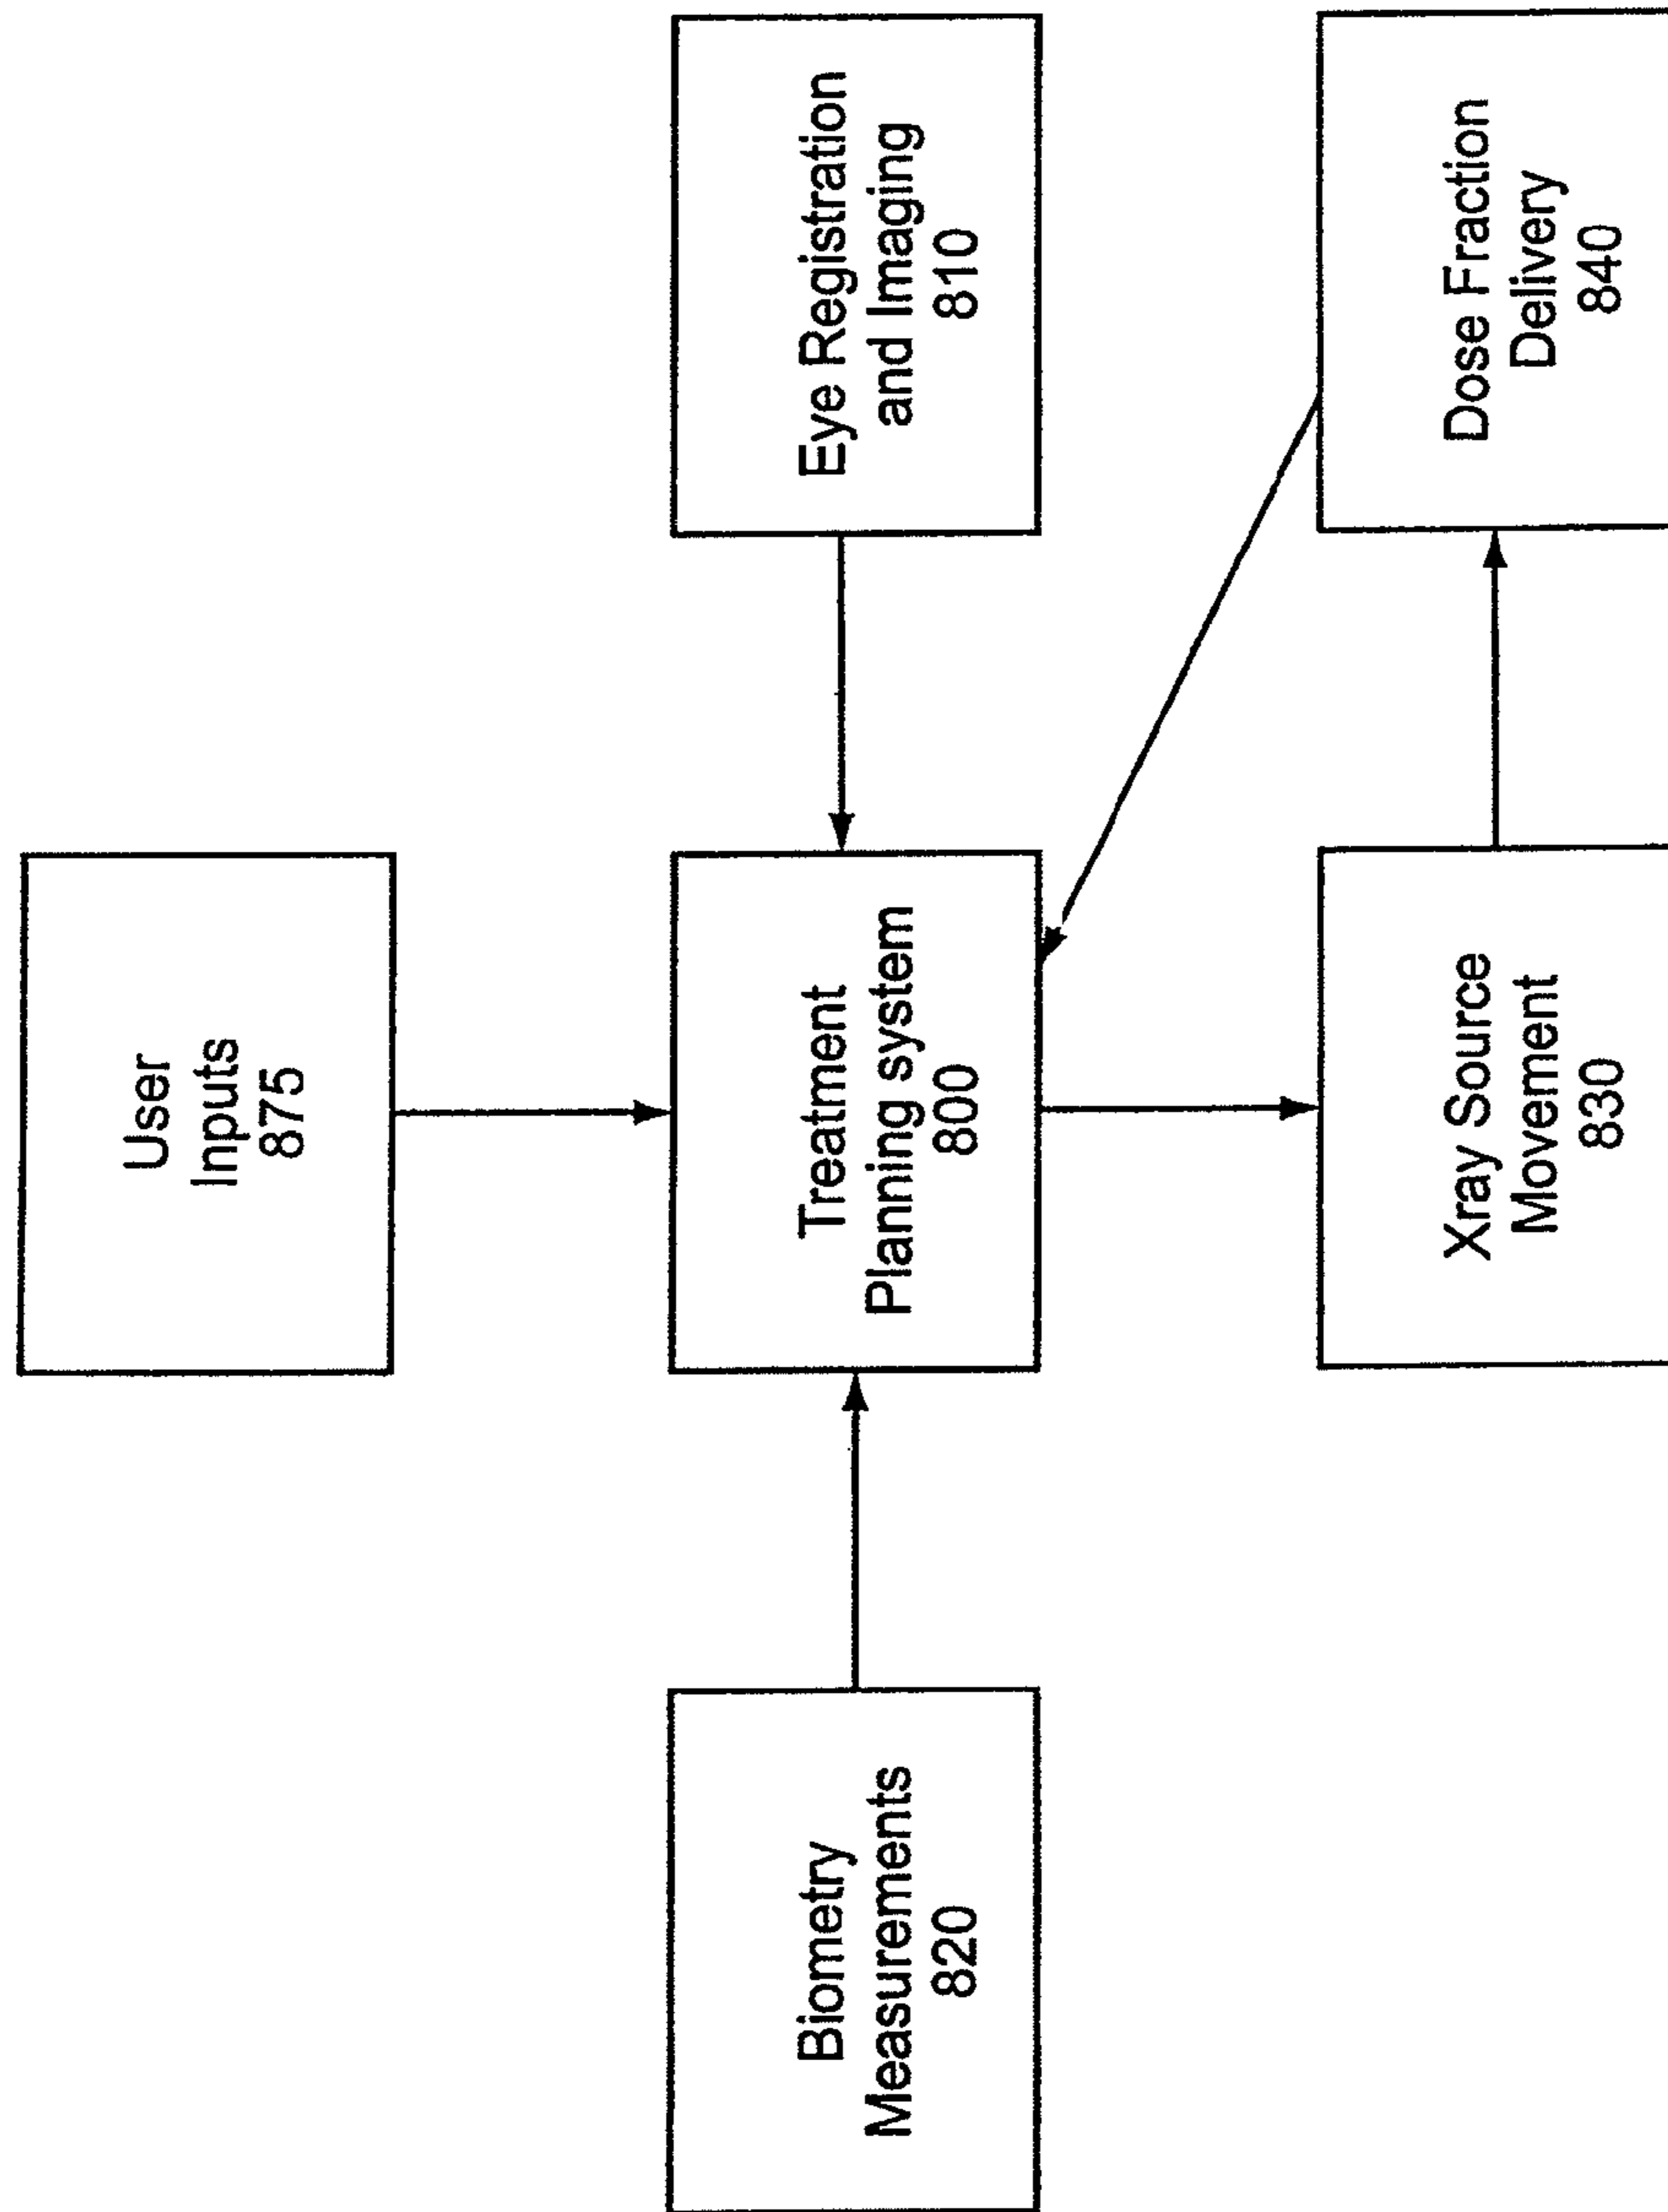 User
Inputs
875
Biometry
Measurements
820
Treatment
Planning system
800
Eye Registration
and Imaging
810
Xray Source
Movement
830
Dose Fraction
Delivery
840